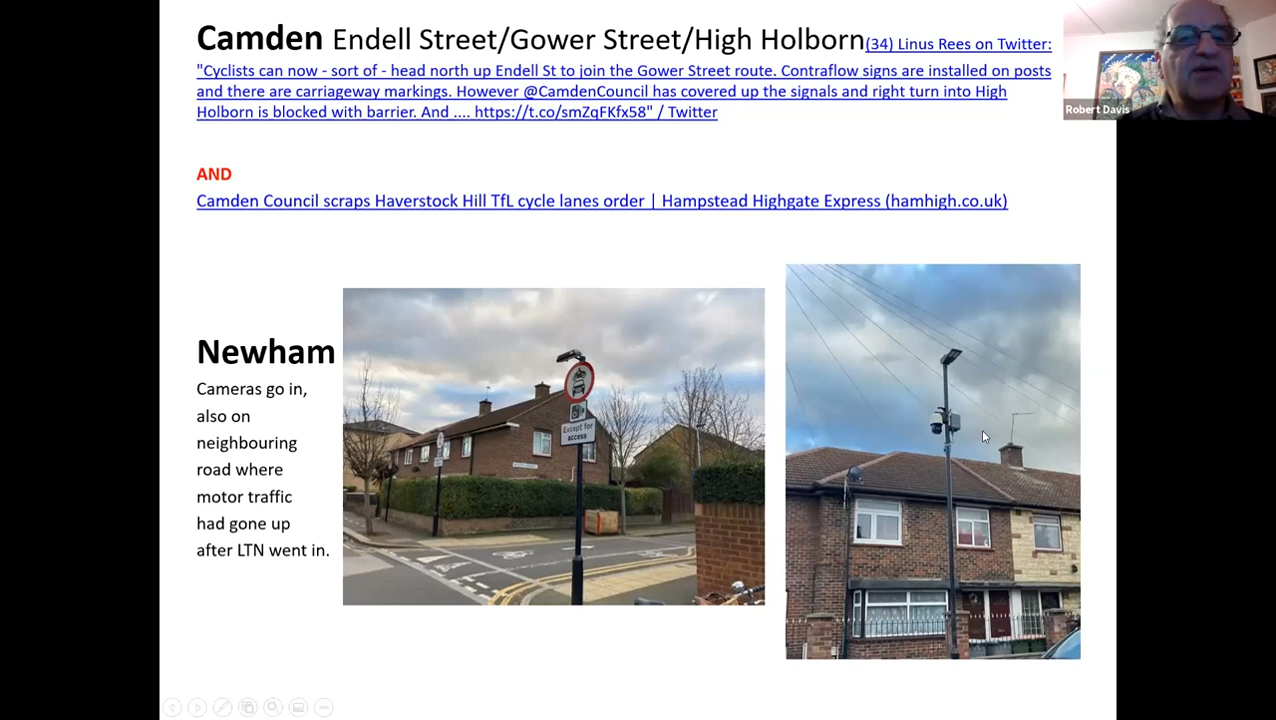 Camden Endell Street/Gower Street/High Holborn(34) Linus Rees on Twitter:
"Cyclists can now - sort of - head north up Endell St to join the Gower Street route. Contraflow signs are installed on posts
and there are carriageway markings. However @CamdenCouncil has covered up the signals and right turn into High
Holborn is blocked with barrier. And .... https://t.co/smZqFKfx58" / Twitter
Robert Davis
AND
Camden Council scraps Haverstock Hill TfL cycle lanes order | Hampstead Highgate Express (hamhigh.co.uk)
Newham
Cameras go in,
also on
neighbouring
road where
motor traffic
had gone up
after LTN went in.
Except for
access